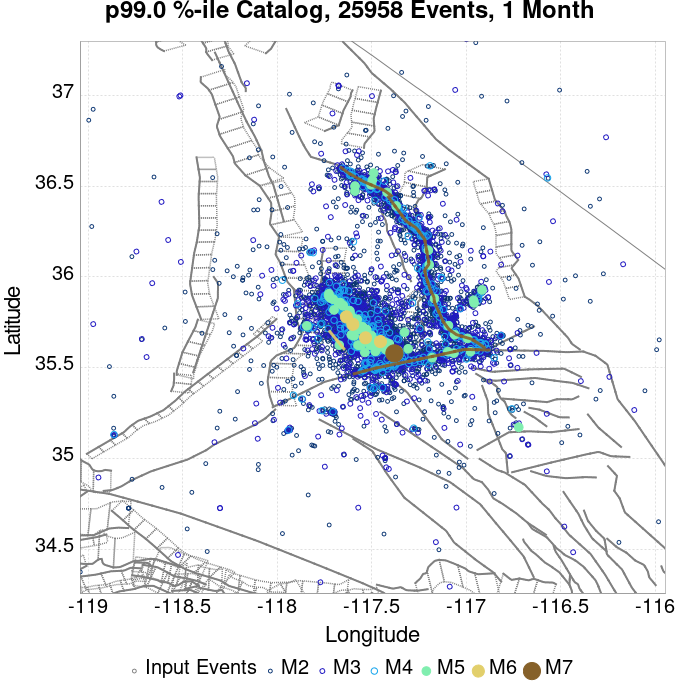 p99.0 %-ile Catalog, 25958 Events, 1 Month
37
36.5
36
35.5
35
34.5
Latitude
-119 -118.5 -118 -117.5 -117 -116.5 -116
Longitude
Input Events M2 M3 M4 M5 M6 M7